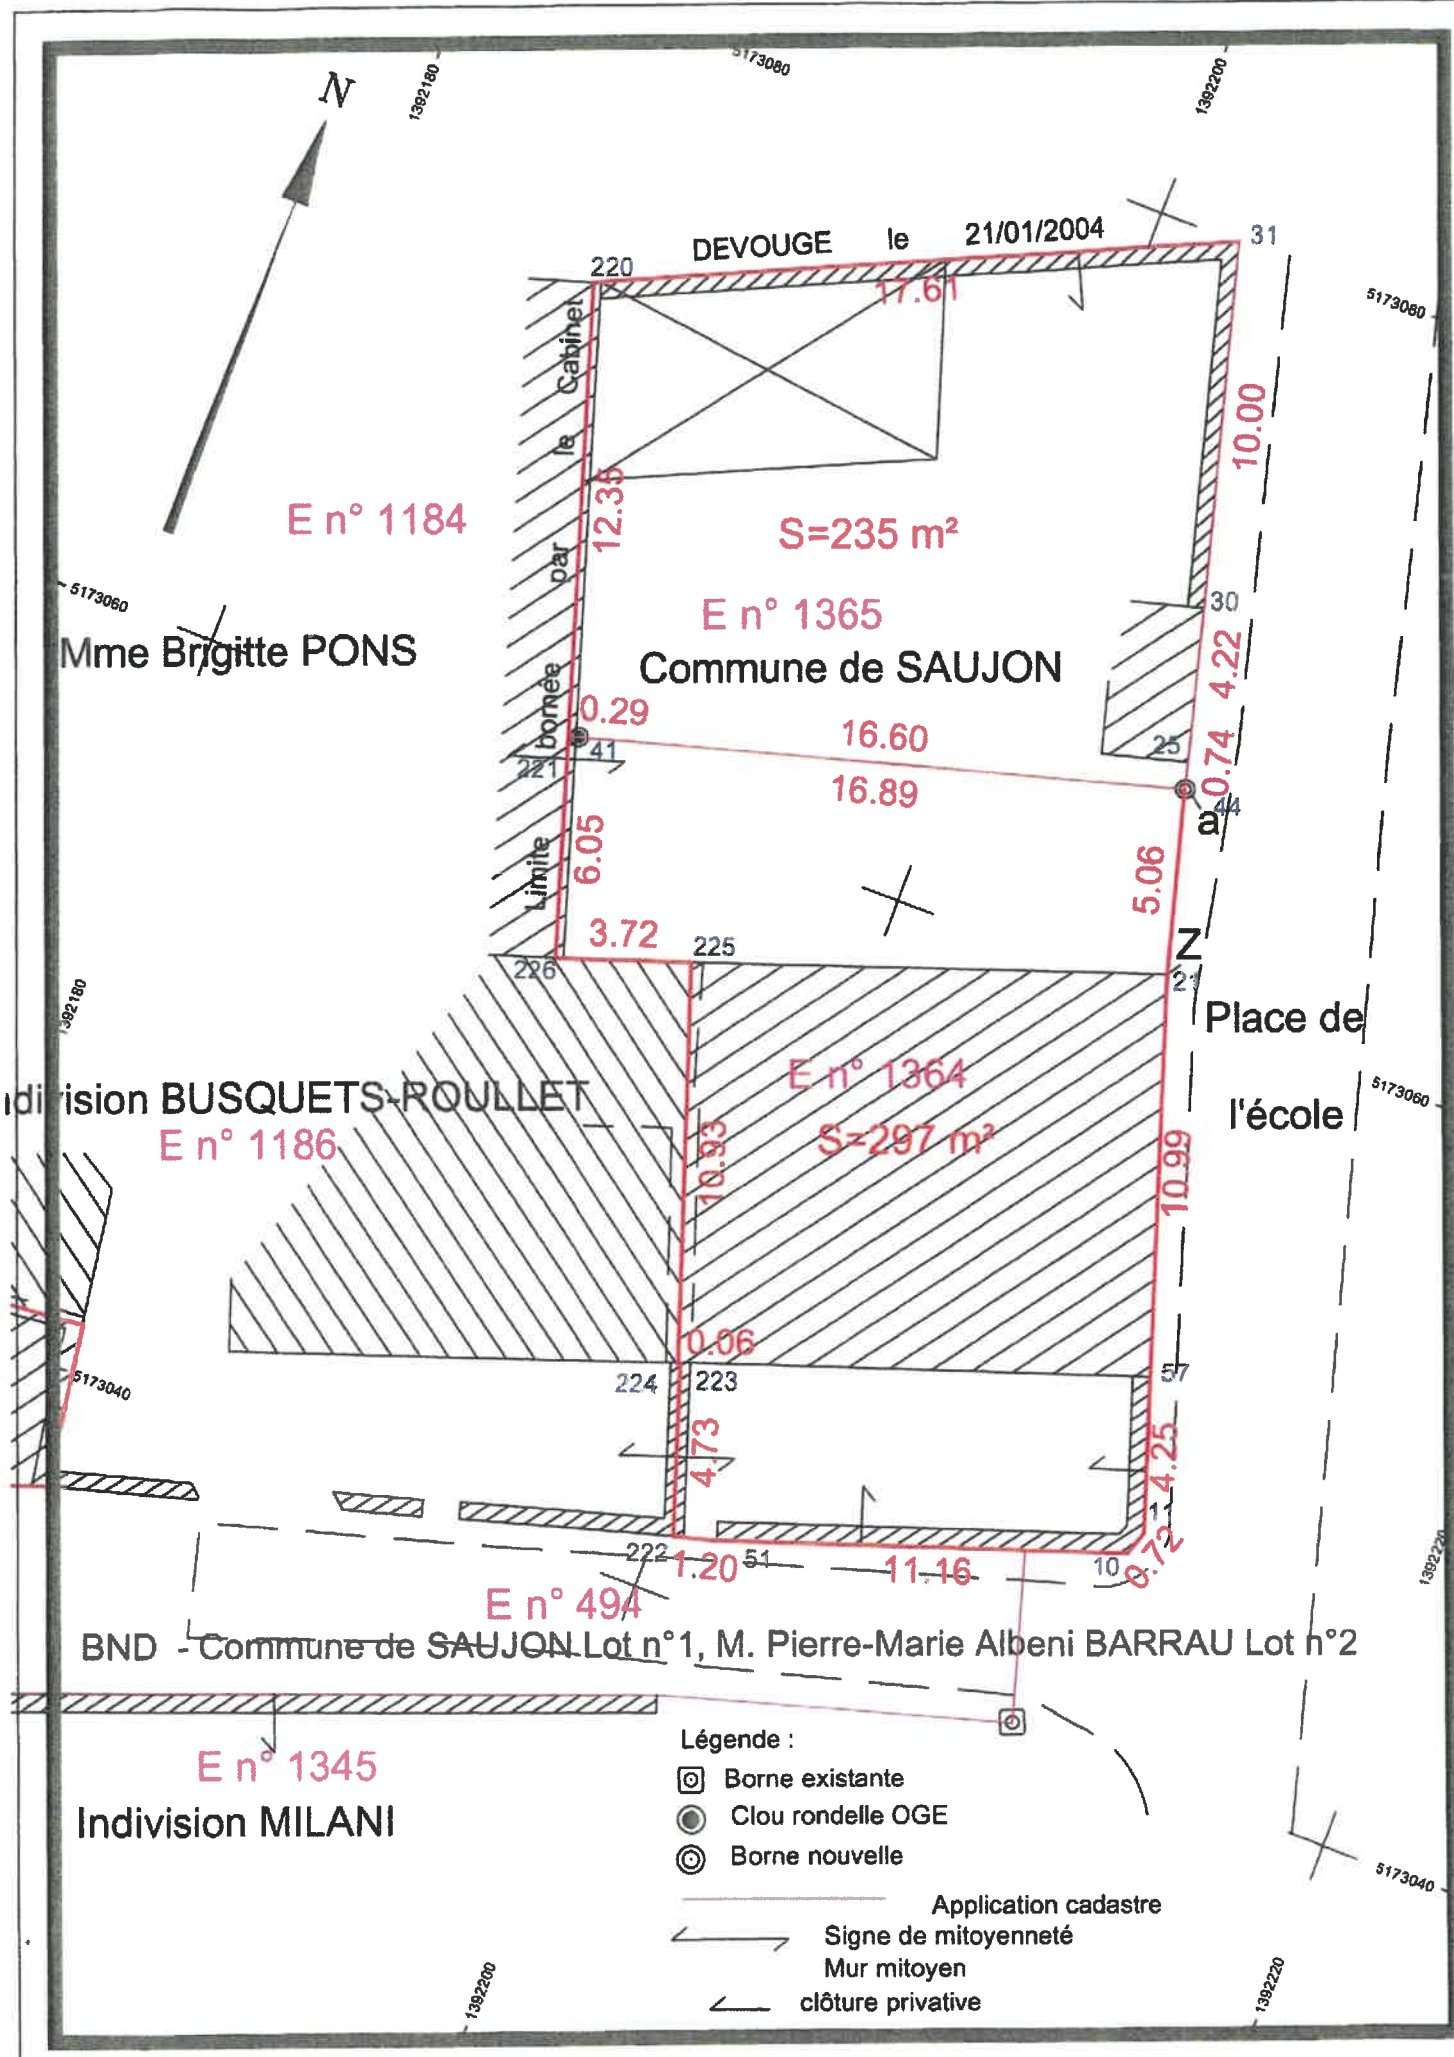 5173080
1392180
1392200
N
DEVOUGE le 21/01/2004
31
220
17.61
5173080
Limite bornée par le Cabinet
10.00
12.35
E n° 1184
S=235 m²
5173060
30
E n° 1365
Mme Brigitte PONS
Commune de SAUJON
4.22
0.29
41
16.60
25
0.74
221
16.89
44
a
6.05
5.06
3.72
225
Z
226
21
1392180
Place de
l'école
E n° 1364
5173060
ision BUSQUETS-ROULLET
E n° 1186
S=297 m²
10.93
10.99
0.06
224
223
57
5173040
4.73
4.25
11
222
1.20
51
11.16
10
0.72
1392220
E n° 494
BND - Commune de SAUJON Lot n°1, M. Pierre-Marie Albeni BARRAU Lot n°2
E n° 1345
Indivision MILANI
Légende :
Borne existante
Clou rondelle OGE
Borne nouvelle
Application cadastre
Signe de mitoyenneté
Mur mitoyen
clôture privative
5173040
1392200
1392220